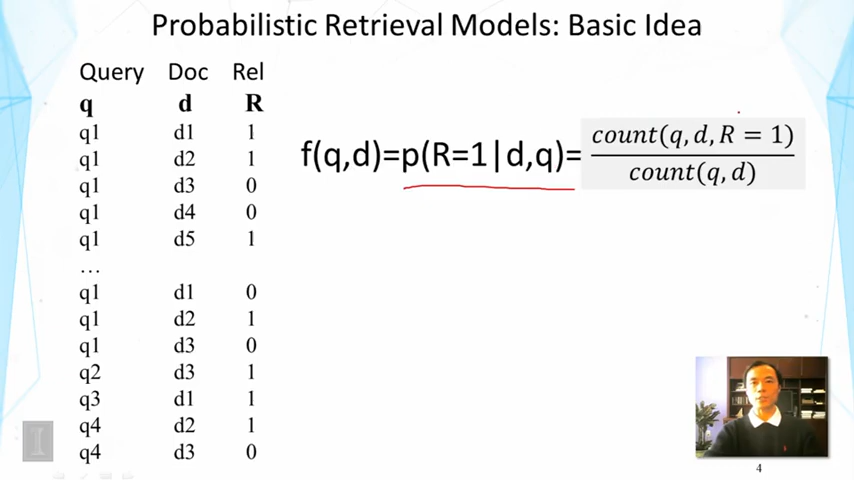 Probabilistic Retrieval Models: Basic Idea
Query Doc Rel
q d R
q1 d1 1
q1 d2 1
q1 d3 0
q1 d4 0
q1 d5 1
...
q1 d1 0
q1 d2 1
q1 d3 0
q2 d3 1
q3 d1 1
q4 d2 1
q4 d3 0
f(q,d)=p(R=1|d,q)= count(q, d, R = 1)
count(q, d)
I
4